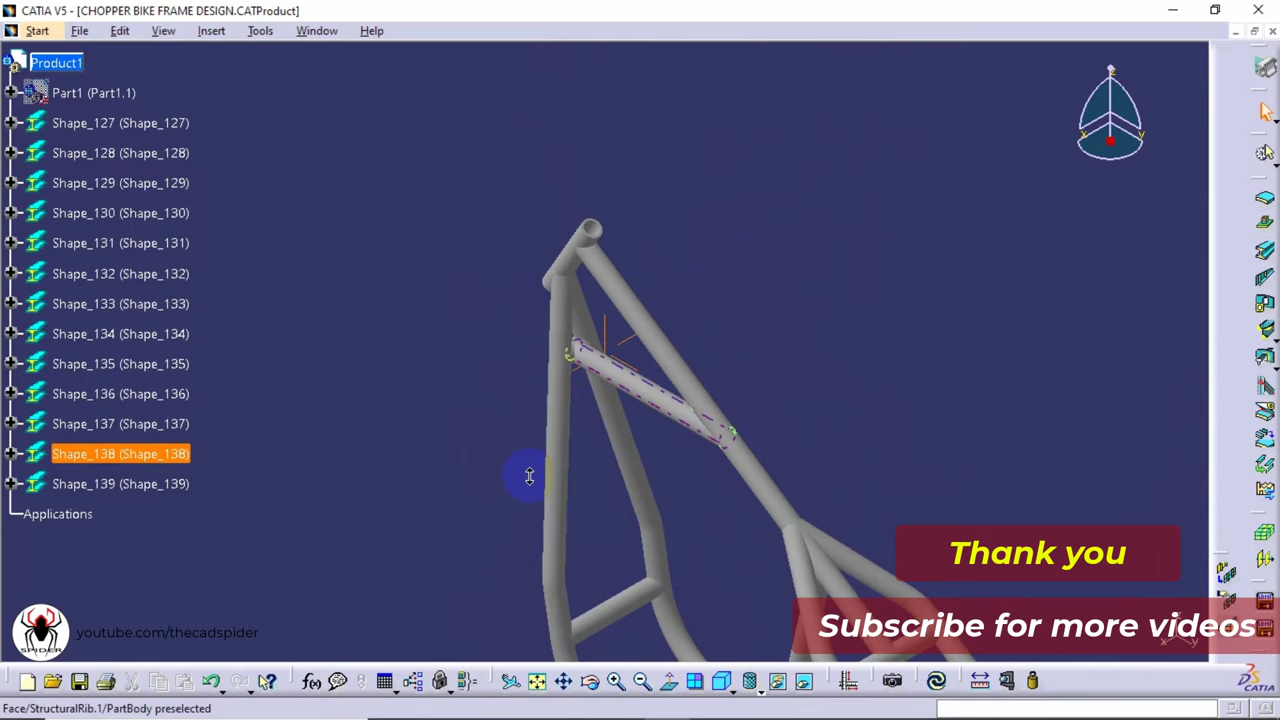 CATIA V5 - [CHOPPER BIKE FRAME DESIGN.CATProduct]
Start File Edit View Insert Tools Window Help
Product1
Part1 (Part1.1)
Shape_127 (Shape_127)
Shape_128 (Shape_128)
Shape_129 (Shape_129)
Shape_130 (Shape_130)
Shape_131 (Shape_131)
Shape_132 (Shape_132)
Shape_133 (Shape_133)
Shape_134 (Shape_134)
Shape_135 (Shape_135)
Shape_136 (Shape_136)
Shape_137 (Shape_137)
Shape_138 (Shape_138)
Shape_139 (Shape_139)
Applications
Thank you
Subscribe for more videos
SPIDER
youtube.com/thecadspider
CATIA
Face/StructuralRib.1/PartBody preselected